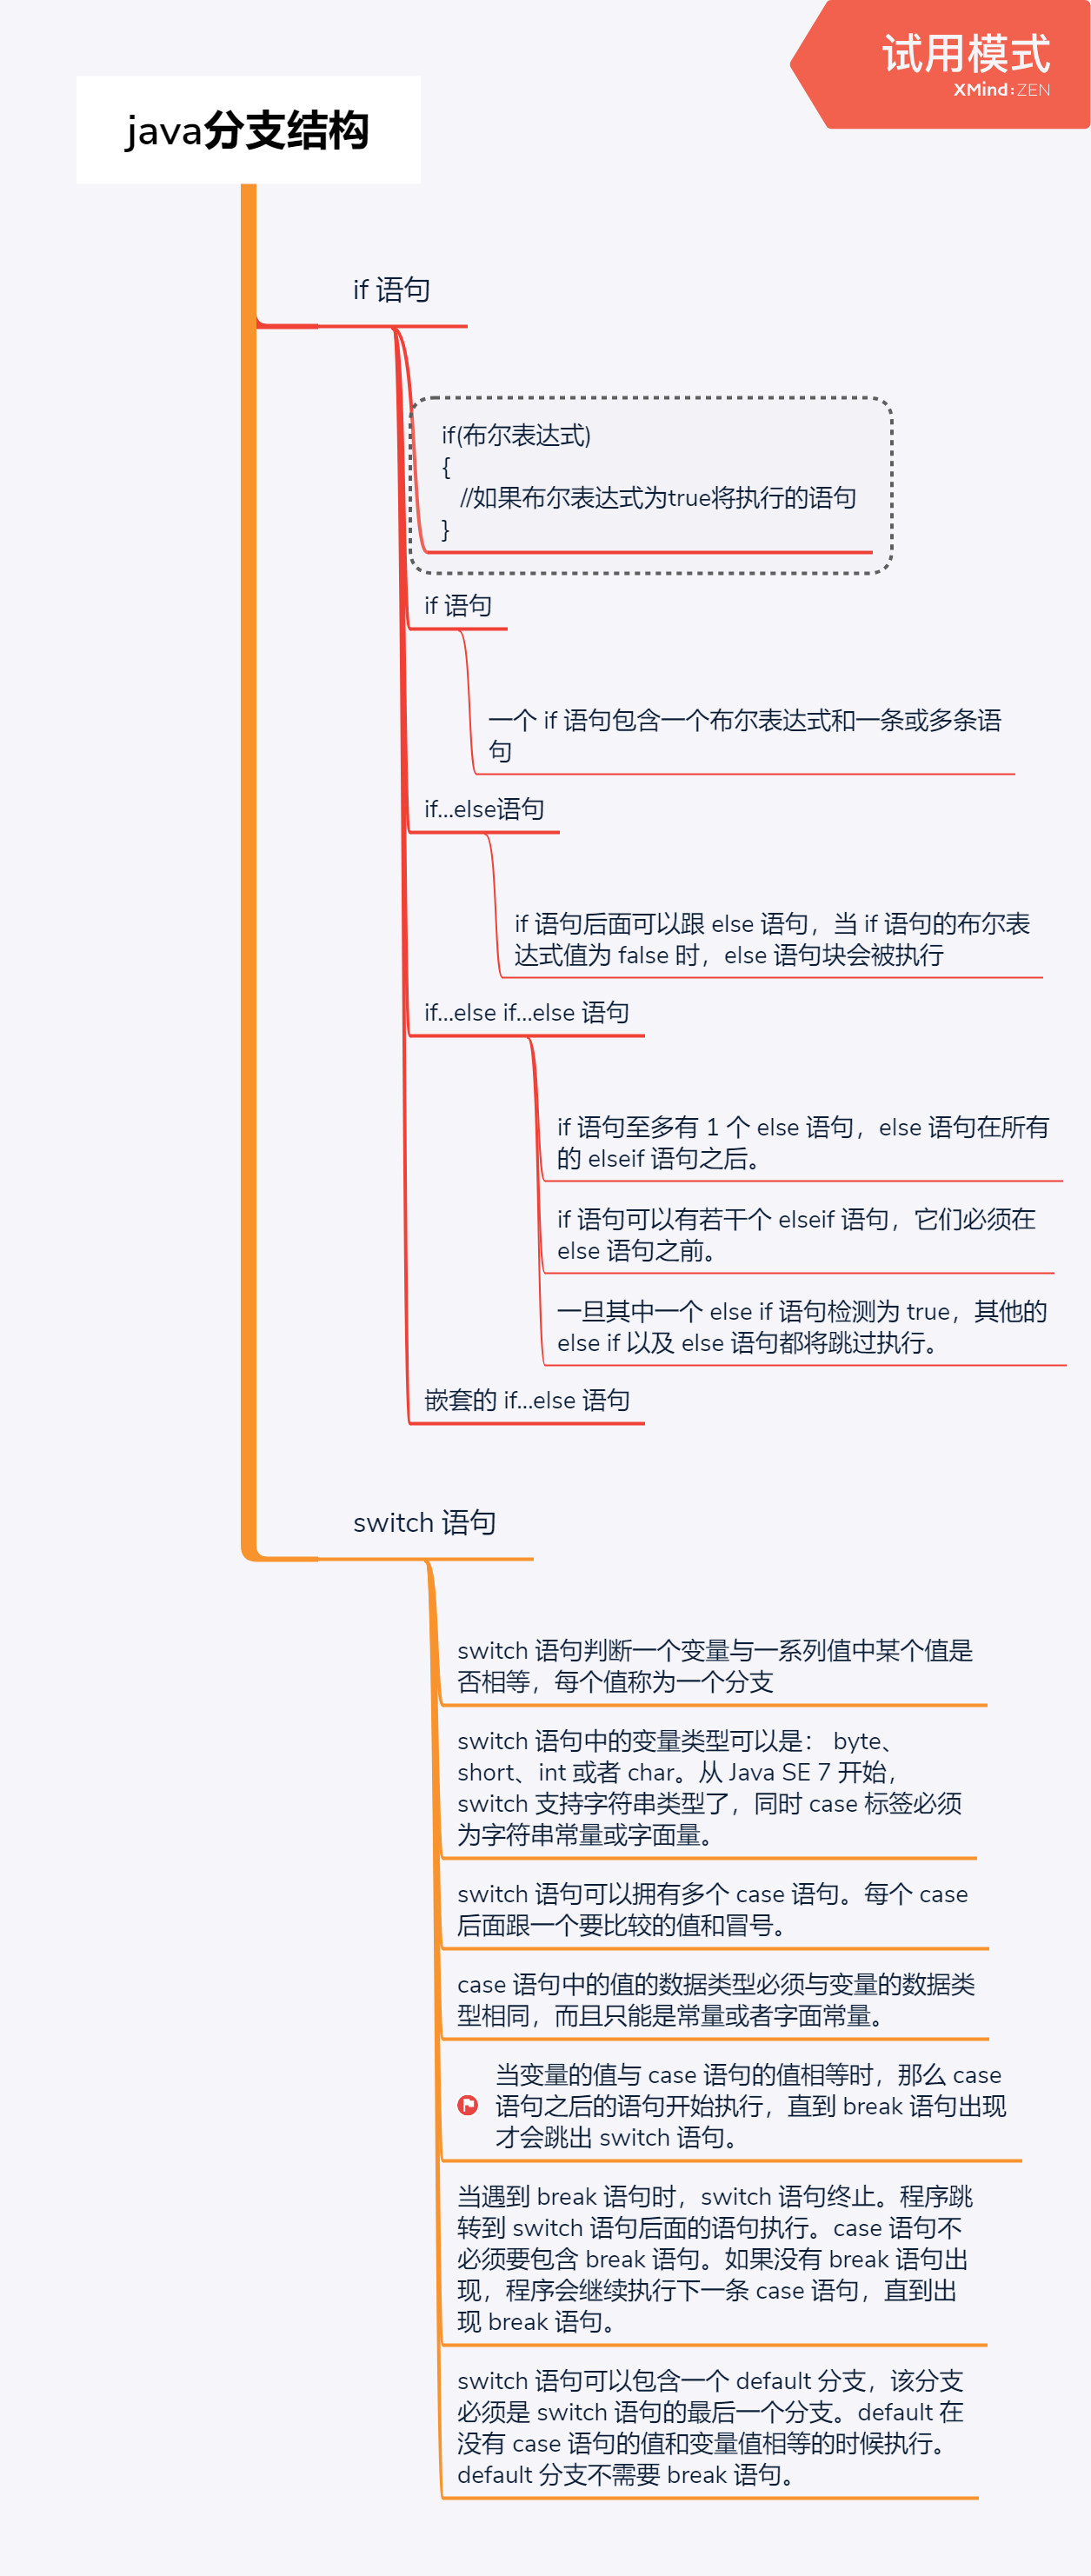 试用模式
XMind:ZEN
java分支结构
if 语句
if(布尔表达式)
{
//如果布尔表达式为true将执行的语句
}
if 语句
一个 if 语句包含一个布尔表达式和一条或多条语
句
if...else语句
if 语句后面可以跟 else 语句，当 if 语句的布尔表
达式值为 false 时，else 语句块会被执行
if...else if...else 语句
if 语句至多有 1 个 else 语句，else 语句在所有
的 elseif 语句之后。
if 语句可以有若干个 elseif 语句，它们必须在
else 语句之前。
一旦其中一个 else if 语句检测为 true，其他的
else if 以及 else 语句都将跳过执行。
嵌套的 if...else 语句
switch 语句
switch 语句判断一个变量与一系列值中某个值是
否相等，每个值称为一个分支
switch 语句中的变量类型可以是： byte、
short、int 或者 char。从 Java SE 7 开始，
switch 支持字符串类型了，同时 case 标签必须
为字符串常量或字面量。
switch 语句可以拥有多个 case 语句。每个 case
后面跟一个要比较的值和冒号。
case 语句中的值的数据类型必须与变量的数据类
型相同，而且只能是常量或者字面常量。
当变量的值与 case 语句的值相等时，那么 case
语句之后的语句开始执行，直到 break 语句出现
才会跳出 switch 语句。
当遇到 break 语句时，switch 语句终止。程序跳
转到 switch 语句后面的语句执行。case 语句不
必须要包含 break 语句。如果没有 break 语句出
现，程序会继续执行下一条 case 语句，直到出
现 break 语句。
switch 语句可以包含一个 default 分支，该分支
必须是 switch 语句的最后一个分支。default 在
没有 case 语句的值和变量值相等的时候执行。
default 分支不需要 break 语句。